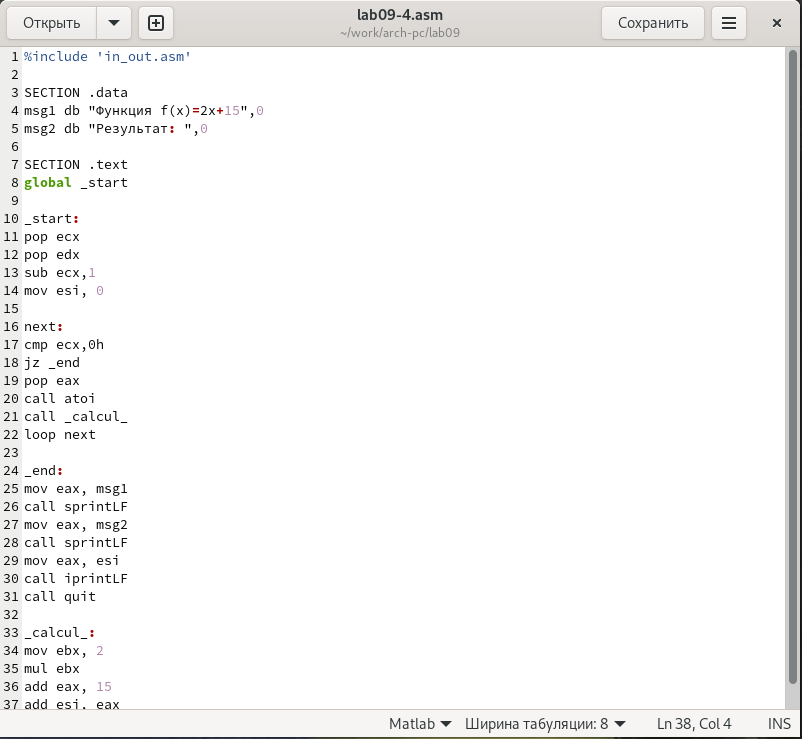 Открыть
lab09-4.asm
~/work/arch-pc/lab09
Сохранить
1 %include 'in_out.asm'
2
3 SECTION .data
4 msg1 db "Функция f(x)=2x+15",0
5 msg2 db "Результат: ",0
6
7 SECTION .text
8 global _start
9
10 _start:
11 pop ecx
12 pop edx
13 sub ecx,1
14 mov esi, 0
15
16 next:
17 cmp ecx,0h
18 jz _end
19 pop eax
20 call atoi
21 call _calcul_
22 loop next
23
24 _end:
25 mov eax, msg1
26 call sprintLF
27 mov eax, msg2
28 call sprintLF
29 mov eax, esi
30 call iprintLF
31 call quit
32
33 _calcul_:
34 mov ebx, 2
35 mul ebx
36 add eax, 15
37 add esi, eax
Matlab Ширина табуляции: 8 Ln 38, Col 4 INS